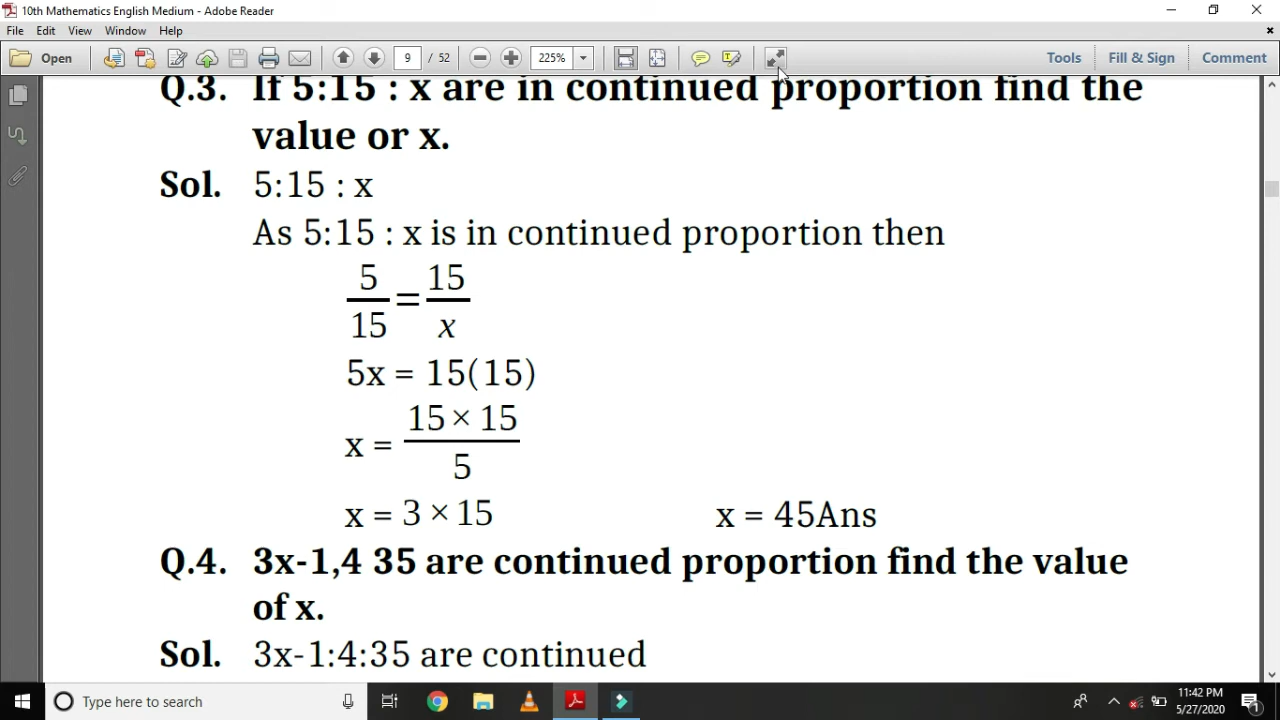 10th Mathematics English Medium - Adobe Reader
File Edit View Window Help
Open 9 / 52 225% Tools Fill & Sign Comment
Q.3. If 5:15 : x are in continued proportion find the
value or x.
Sol. 5:15 : x
As 5:15 : x is in continued proportion then
5/15 = 15/x
5x = 15(15)
x = 15 × 15/5
x = 3 × 15 x = 45Ans
Q.4. 3x-1,4 35 are continued proportion find the value
of x.
Sol. 3x-1:4:35 are continued
Type here to search
11:42 PM
5/27/2020
1